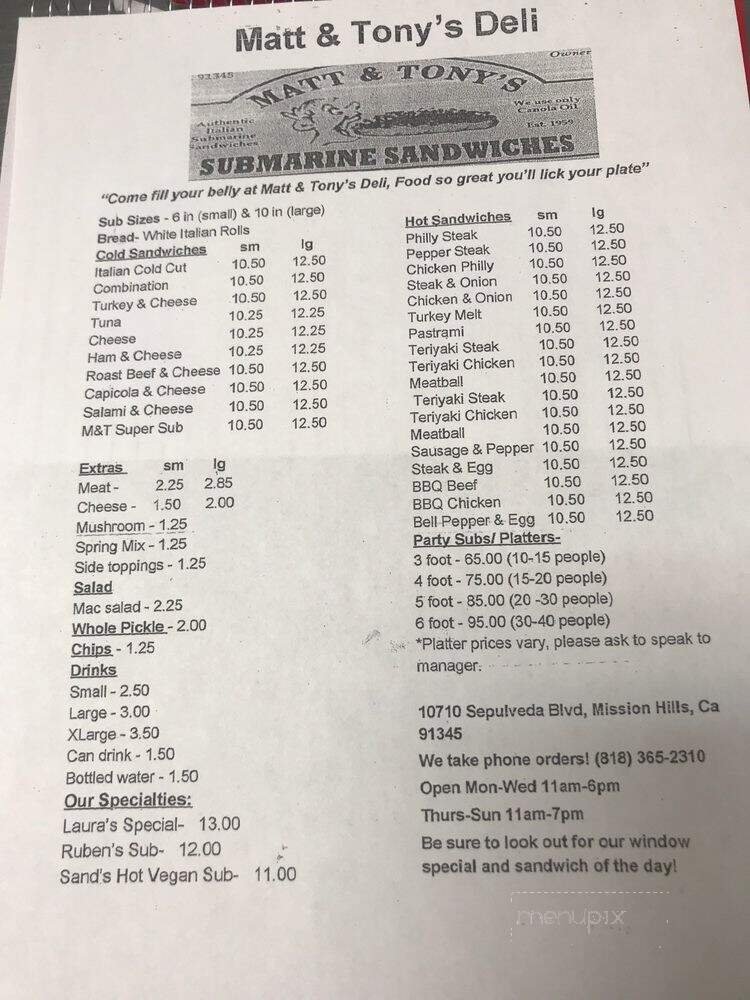 Matt & Tony's Deli
91345
Owner
MATT & TONY'S
Authentic
Italian
Submarine
Sandwiches
We use only
Canola Oil
Est. 1959
SUBMARINE SANDWICHES
"Come fill your belly at Matt & Tony's Deli, Food so great you'll lick your plate"
Sub Sizes - 6 in (small) & 10 in (large)
Bread- White Italian Rolls
Cold Sandwiches sm lg
Italian Cold Cut 10.50 12.50
Combination 10.50 12.50
Turkey & Cheese 10.50 12.50
Tuna 10.25 12.25
Cheese 10.25 12.25
Ham & Cheese 10.25 12.25
Roast Beef & Cheese 10.50 12.50
Capicola & Cheese 10.50 12.50
Salami & Cheese 10.50 12.50
M&T Super Sub 10.50 12.50
Extras sm lg
Meat - 2.25 2.85
Cheese - 1.50 2.00
Mushroom - 1.25
Spring Mix - 1.25
Side toppings - 1.25
Salad
Mac salad - 2.25
Whole Pickle - 2.00
Chips - 1.25
Drinks
Small - 2.50
Large - 3.00
XLarge - 3.50
Can drink - 1.50
Bottled water - 1.50
Our Specialties:
Laura's Special- 13.00
Ruben's Sub- 12.00
Sand's Hot Vegan Sub- 11.00
Hot Sandwiches sm lg
Philly Steak 10.50 12.50
Pepper Steak 10.50 12.50
Chicken Philly 10.50 12.50
Steak & Onion 10.50 12.50
Chicken & Onion 10.50 12.50
Turkey Melt 10.50 12.50
Pastrami 10.50 12.50
Teriyaki Steak 10.50 12.50
Teriyaki Chicken 10.50 12.50
Meatball 10.50 12.50
Teriyaki Steak 10.50 12.50
Teriyaki Chicken 10.50 12.50
Meatball 10.50 12.50
Sausage & Pepper 10.50 12.50
Steak & Egg 10.50 12.50
BBQ Beef 10.50 12.50
BBQ Chicken 10.50 12.50
Bell Pepper & Egg 10.50 12.50
Party Subs/ Platters-
3 foot - 65.00 (10-15 people)
4 foot - 75.00 (15-20 people)
5 foot - 85.00 (20 -30 people)
6 foot - 95.00 (30-40 people)
*Platter prices vary, please ask to speak to
manager.
10710 Sepulveda Blvd, Mission Hills, Ca
91345
We take phone orders! (818) 365-2310
Open Mon-Wed 11am-6pm
Thurs-Sun 11am-7pm
Be sure to look out for our window
special and sandwich of the day!
menupix